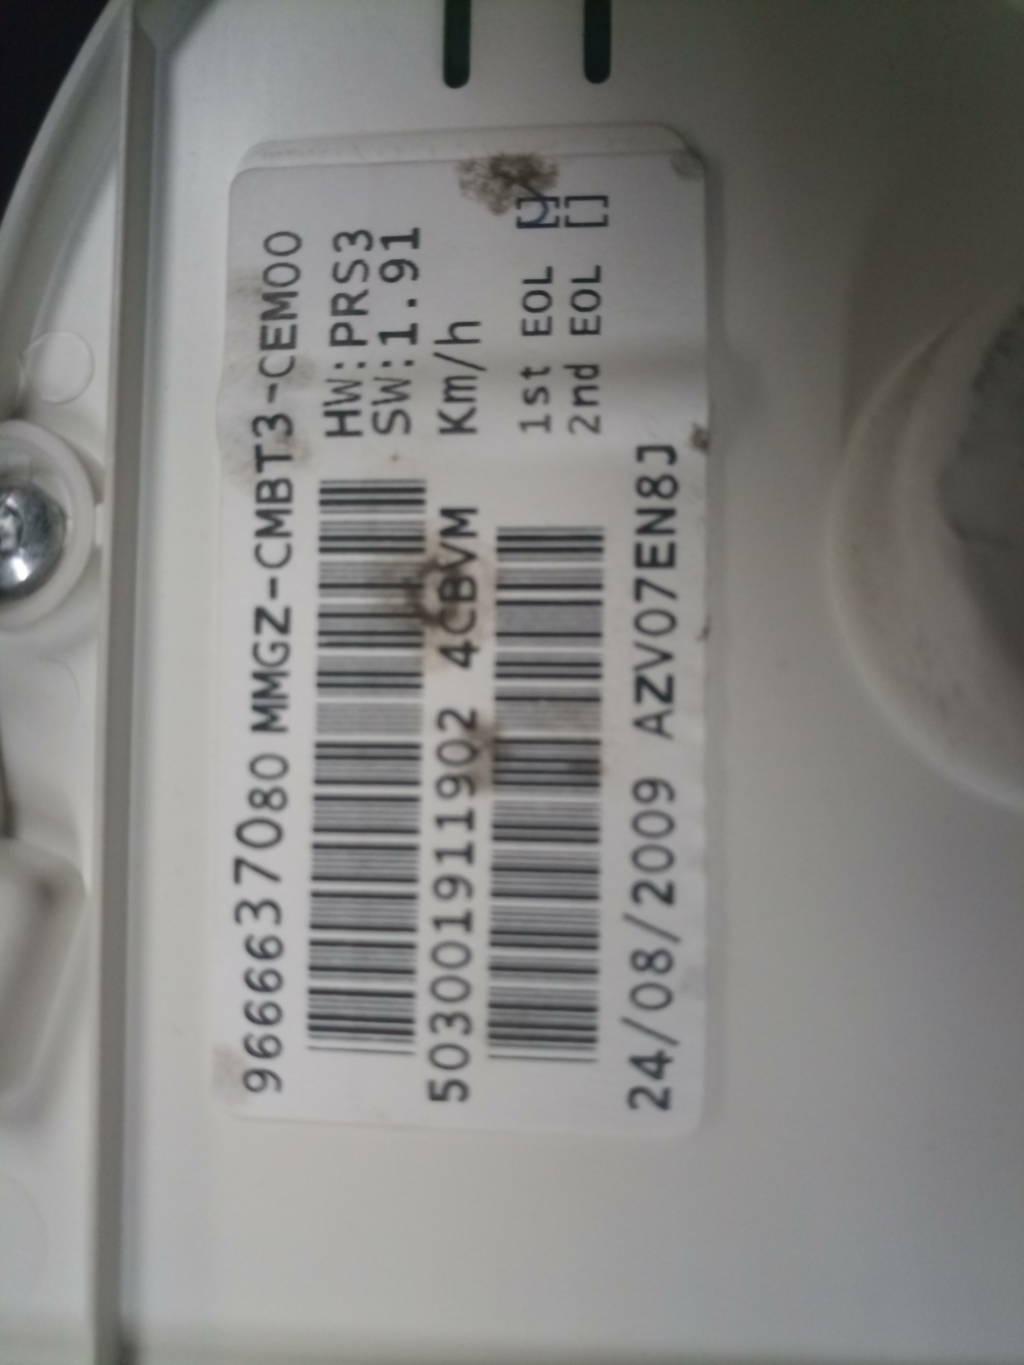 9666637080 MMGZ-CMBT3-CEM00
HW:PRS3
SW:1.91
503001911902 4CBVM Km/h
1st EOL []
2nd EOL []
24/08/2009 AZV07EN8J